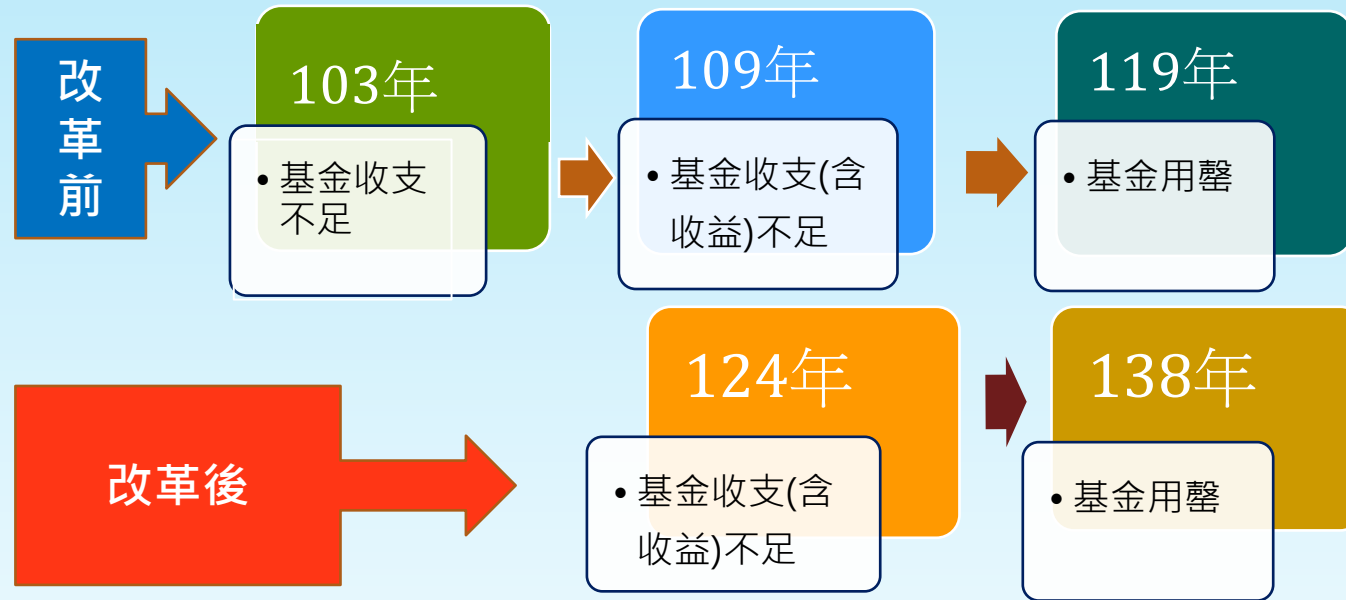 改
革
前
103年
• 基金收支
不足
109年
• 基金收支(含
收益)不足
119年
• 基金用罄
改革後
124年
• 基金收支(含
收益)不足
138年
• 基金用罄